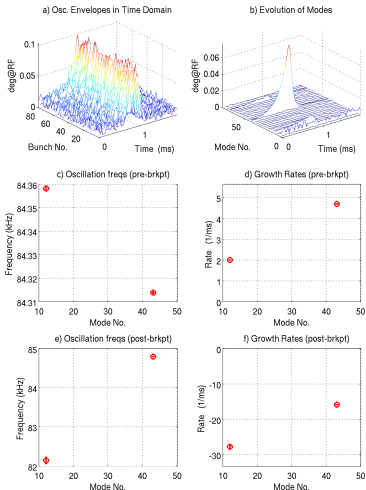 a) Osc. Envelopes in Time Domain
deg@RF
0.1
0.05
0
80
60
40
20
Bunch No.
0
1
Time (ms)
b) Evolution of Modes
deg@RF
0.06
0.04
0.02
0
50
Mode No.
0
0
1
Time (ms)
c) Oscillation freqs (pre-brkpt)
Frequency (kHz)
84.36
84.35
84.34
84.33
84.32
84.31
10 20 30 40 50
Mode No.
d) Growth Rates (pre-brkpt)
Rate (1/ms)
5
4
3
2
1
0
10 20 30 40 50
Mode No.
e) Oscillation freqs (post-brkpt)
Frequency (kHz)
85
84
83
82
10 20 30 40 50
Mode No.
f) Growth Rates (post-brkpt)
Rate (1/ms)
0
-10
-20
-30
10 20 30 40 50
Mode No.